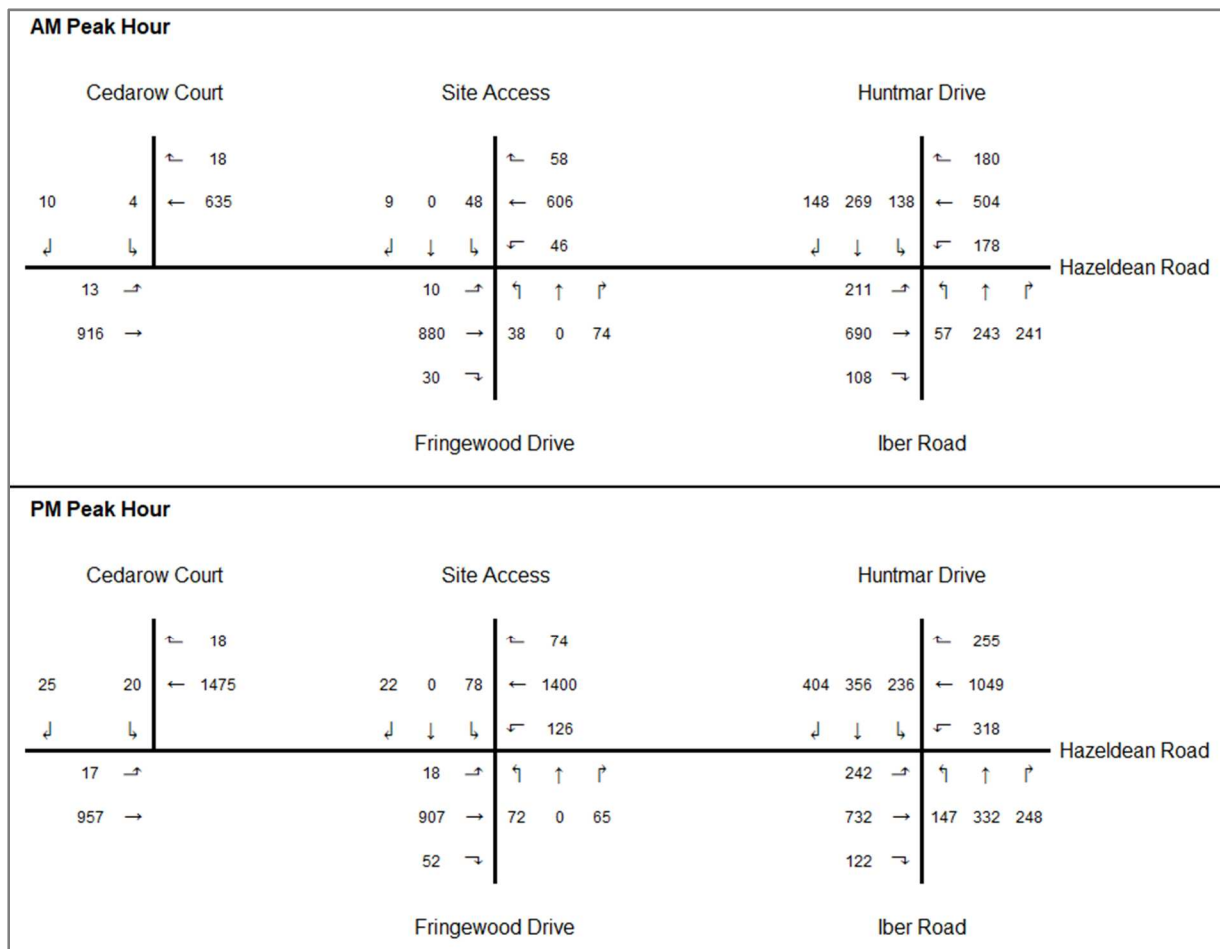 AM Peak Hour
Cedarow Court Site Access Huntmar Drive
18 58 180
10 4 635 9 0 48 606 148 269 138 504
46 178
Hazeldean Road
13 10 211
916 880 38 0 74 690 57 243 241
30 108
Fringewood Drive Iber Road
PM Peak Hour
Cedarow Court Site Access Huntmar Drive
18 74 255
25 20 1475 22 0 78 1400 404 356 236 1049
126 318
Hazeldean Road
17 18 242
957 907 72 0 65 732 147 332 248
52 122
Fringewood Drive Iber Road